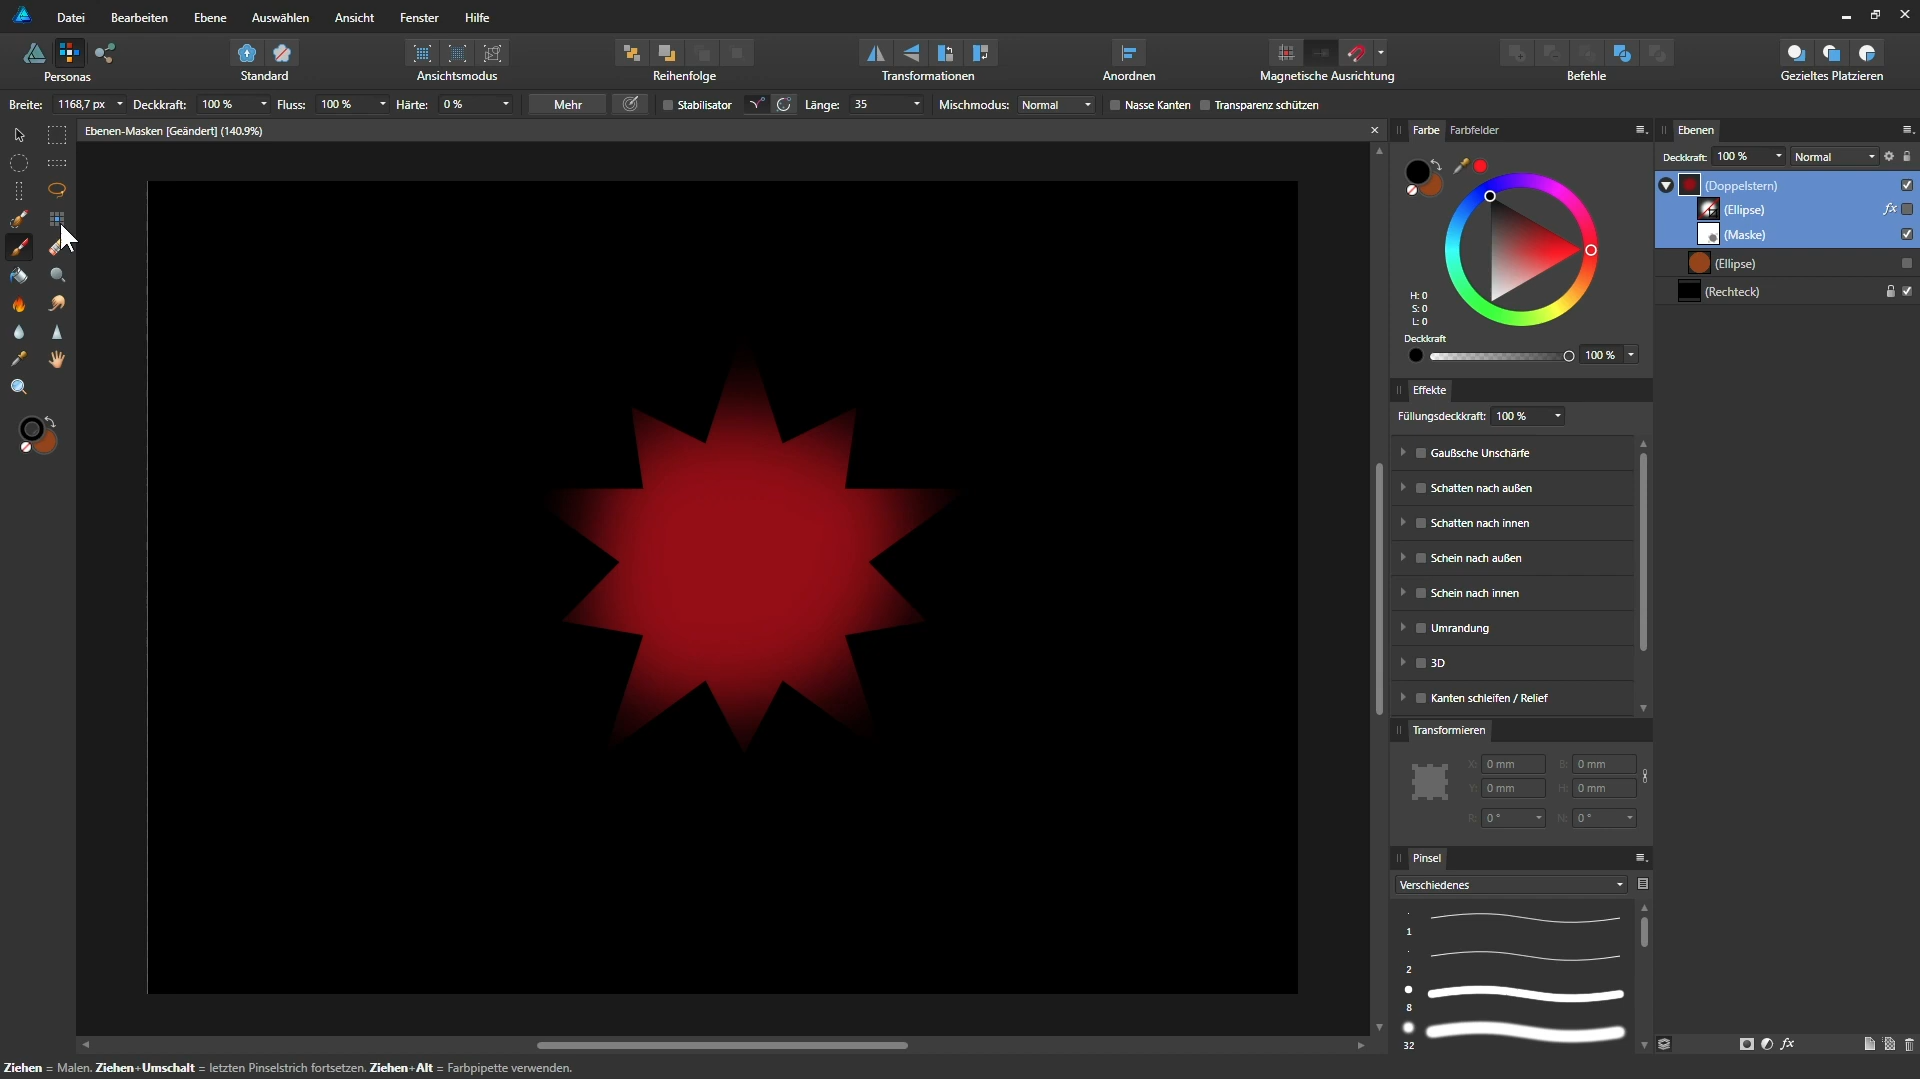 Datei Bearbeiten Ebene Auswählen Ansicht Fenster Hilfe
Personas Standard Ansichtsmodus Reihenfolge Transformationen Anordnen Magnetische Ausrichtung Befehle Gezieltes Platzieren
Breite: 1168,7 px Deckkraft: 100 % Fluss: 100 % Härte: 0 % Mehr Stabilisator Länge: 35 Mischmodus: Normal Nasse Kanten Transparenz schützen
Ebenen-Masken [Geändert] (140.9%)
Farbe Farbfelder
H: 0
S: 0
L: 0
Deckkraft
100 %
Effekte
Füllungsdeckkraft: 100 %
Gaußsche Unschärfe
Schatten nach außen
Schatten nach innen
Schein nach außen
Schein nach innen
Umrandung
3D
Kanten schleifen / Relief
Transformieren
X: 0 mm B: 0 mm
Y: 0 mm H: 0 mm
R: 0 ° N: 0 °
Pinsel
Verschiedenes
1
2
8
32
Ebenen
Deckkraft: 100 % Normal
(Doppelstern)
(Ellipse) fx
(Maske)
(Ellipse)
(Rechteck)
fx
Ziehen = Malen. Ziehen+Umschalt = letzten Pinselstrich fortsetzen. Ziehen+Alt = Farbpipette verwenden.